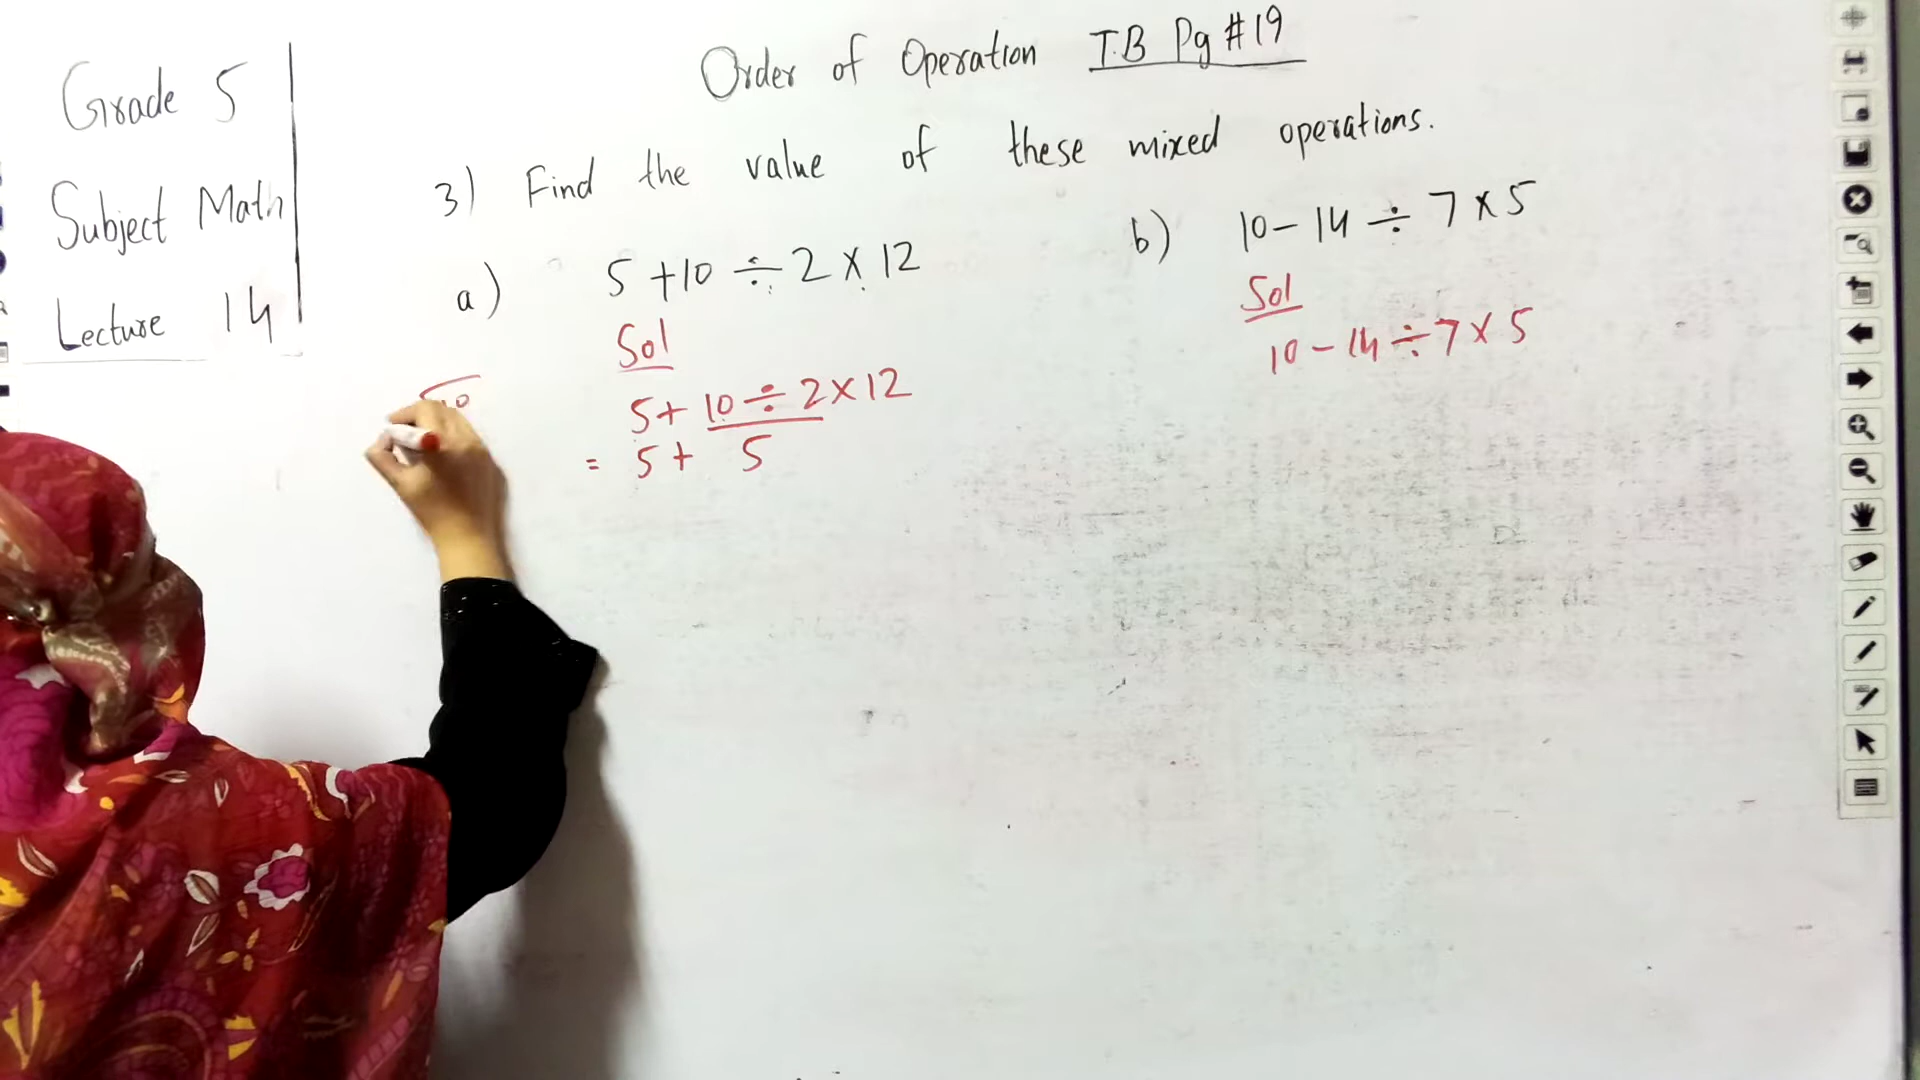 Order of Operation T.B Pg #19
Grade 5
Subject Math
Lecture 14
3) Find the value of these mixed operations.
a) 5 + 10 ÷ 2 × 12
Sol
5 + 10 ÷ 2 × 12
= 5 + 5
b) 10 - 14 ÷ 7 × 5
Sol
10 - 14 ÷ 7 × 5